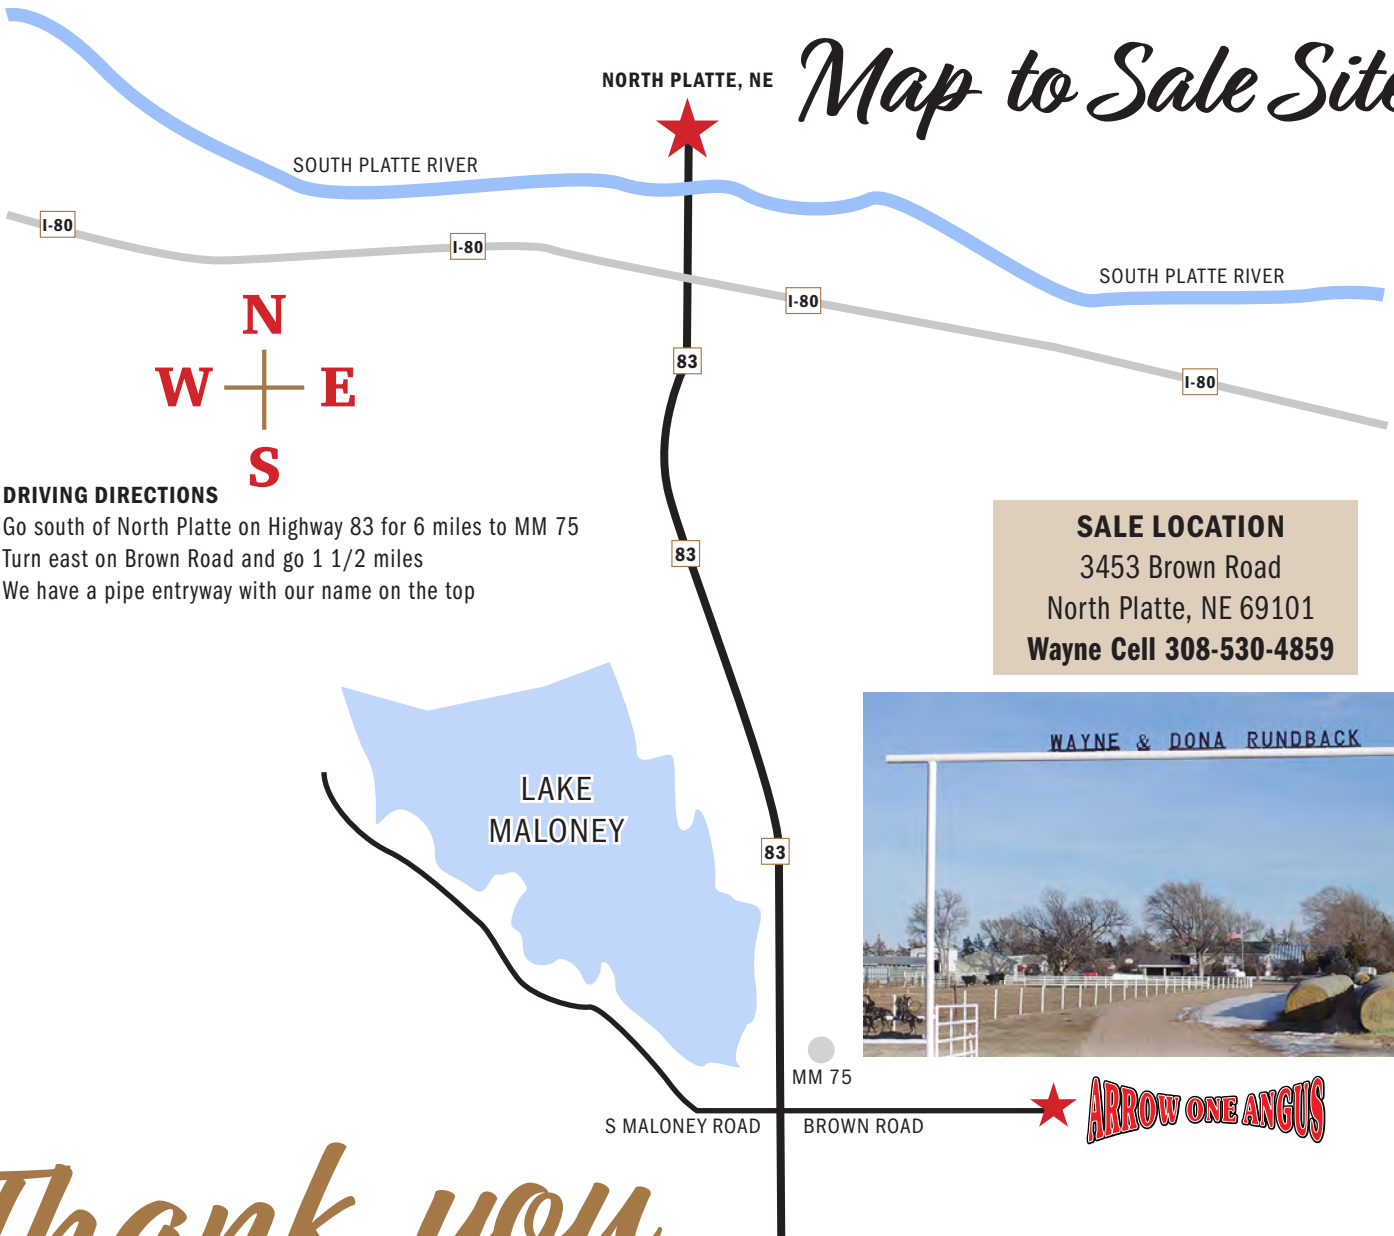 Map to Sale Site
NORTH PLATTE, NE
SOUTH PLATTE RIVER
I-80
I-80
SOUTH PLATTE RIVER
I-80
83
I-80
N
W E
S
DRIVING DIRECTIONS
Go south of North Platte on Highway 83 for 6 miles to MM 75
Turn east on Brown Road and go 1 1/2 miles
We have a pipe entryway with our name on the top
83
SALE LOCATION
3453 Brown Road
North Platte, NE 69101
Wayne Cell 308-530-4859
WAYNE & DONA RUNDBACK
LAKE
MALONEY
83
MM 75
S MALONEY ROAD
BROWN ROAD
ARROW ONE ANGUS
Thank you